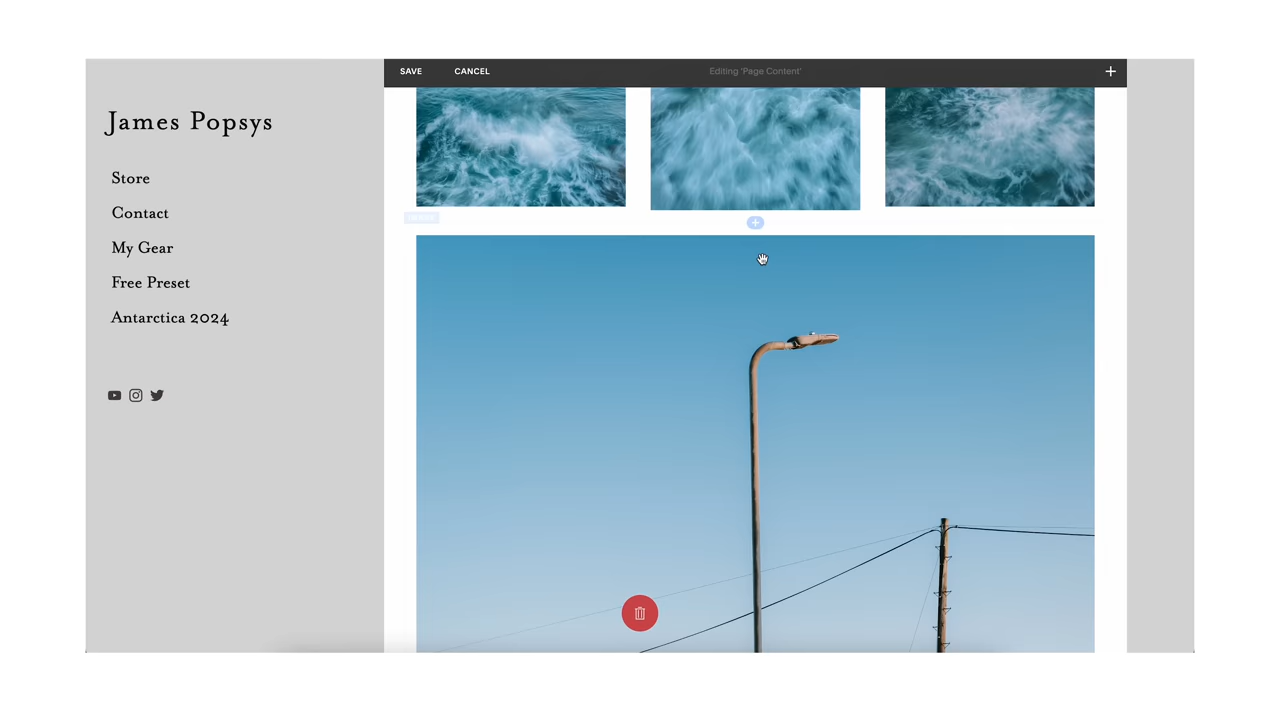 SAVE CANCEL Editing 'Page Content'
James Popsys
Store
Contact
My Gear
Free Preset
Antarctica 2024